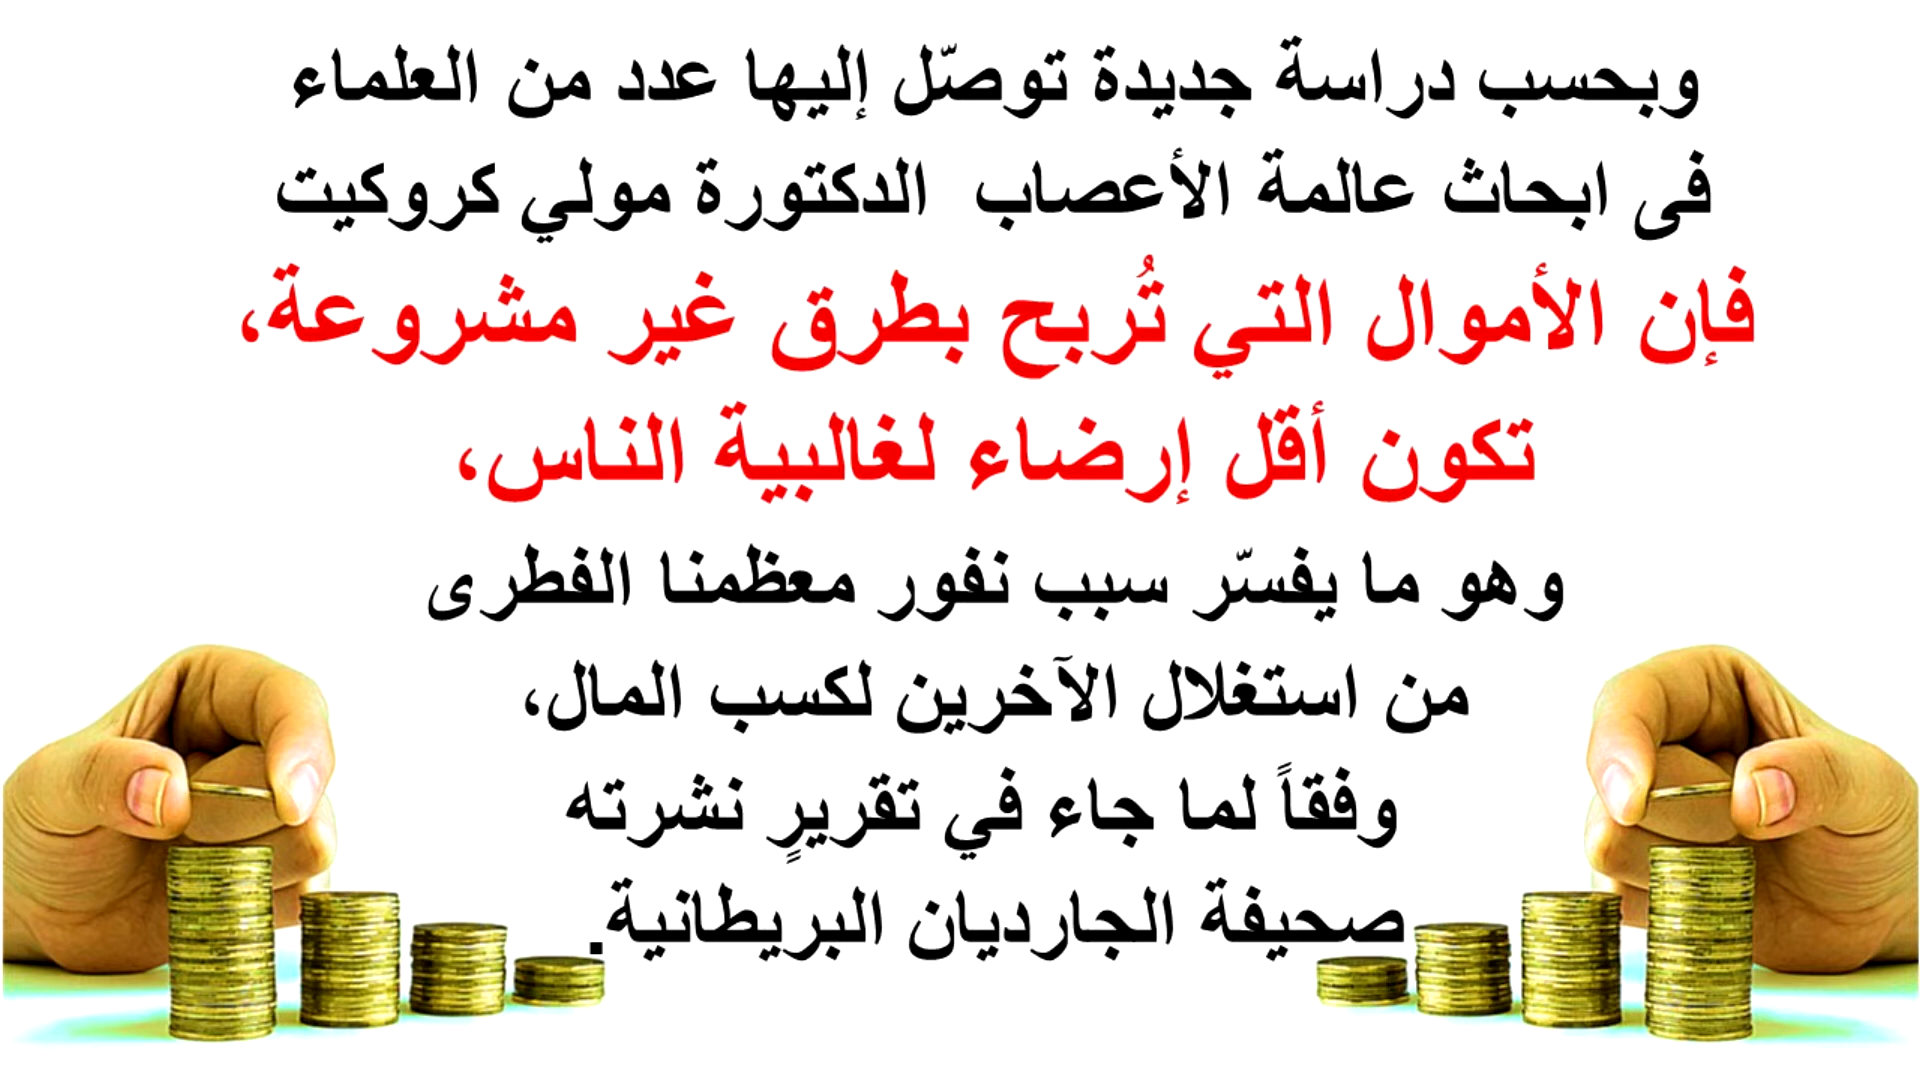 وبحسب دراسة جديدة توصّل إليها عدد من العلماء
فى ابحاث عالمة الأعصاب الدكتورة مولي كروكيت
فإن الأموال التي تُربح بطرق غير مشروعة،
تكون أقل إرضاء لغالبية الناس،
وهو ما يفسّر سبب نفور معظمنا الفطرى
من استغلال الآخرين لكسب المال،
وفقاً لما جاء في تقريرٍ نشرته
صحيفة الجارديان البريطانية.